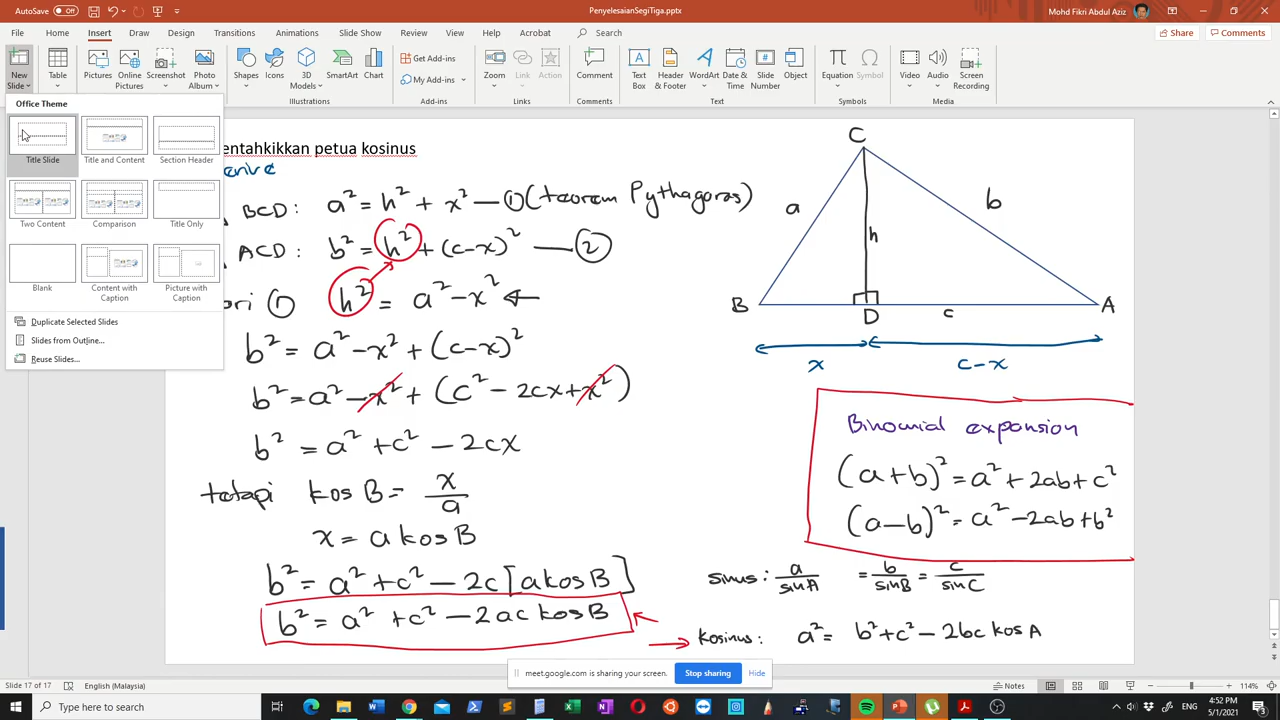 AutoSave Off
PenyelesaianSegiTiga.pptx
Mohd Fikri Abdul Aziz
File Home Insert Draw Design Transitions Animations Slide Show Review View Help Acrobat Search
Share Comments
New Slide
Table
Pictures
Online Pictures
Screenshot
Photo Album
Shapes
Icons
3D Models
SmartArt
Chart
Get Add-ins
My Add-ins
Zoom
Link
Action
Comment
Text Box
Header & Footer
WordArt
Date & Time
Slide Number
Object
Equation
Symbol
Video
Audio
Screen Recording
Illustrations Add-ins Links Comments Text Symbols Media
Office Theme
Title Slide Title and Content Section Header
Two Content Comparison Title Only
Blank Content with Caption Picture with Caption
Duplicate Selected Slides
Slides from Outline...
Reuse Slides...
entahkikkan petua kosinus
BCD: a² = h² + x² — ① (teorem Pythagoras)
ACD: b² = h² + (c-x)² — ②
ori ① h² = a² - x² ←
b² = a² - x² + (c-x)²
b² = a² - x² + (c² - 2cx + x²)
b² = a² + c² - 2cx
tetapi kos B = x/a
x = a kos B
b² = a² + c² - 2c [a kos B]
b² = a² + c² - 2ac kos B
C
a b
h
B D c A
x c-x
Binomial expansion
(a+b)² = a² + 2ab + c²
(a-b)² = a² - 2ab + b²
sinus: a/sin A = b/sin B = c/sin C
kosinus: a² = b² + c² - 2bc kos A
meet.google.com is sharing your screen. Stop sharing Hide
Slide 17 of 17 English (Malaysia) Notes 114%
Type here to search
4:52 PM
5/1/2021